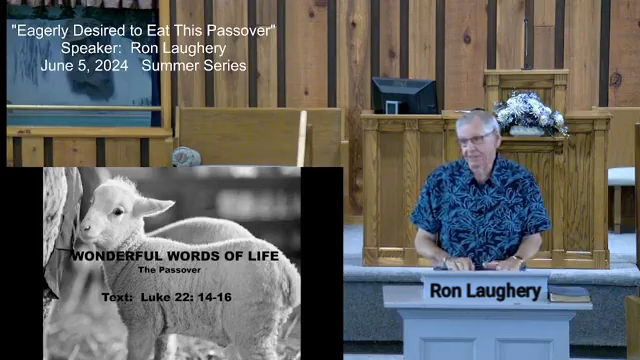 "Eagerly Desired to Eat This Passover"
Speaker:  Ron Laughery
June 5, 2024   Summer Series
WONDERFUL WORDS OF LIFE
The Passover
Text:  Luke 22: 14-16
Ron Laughery